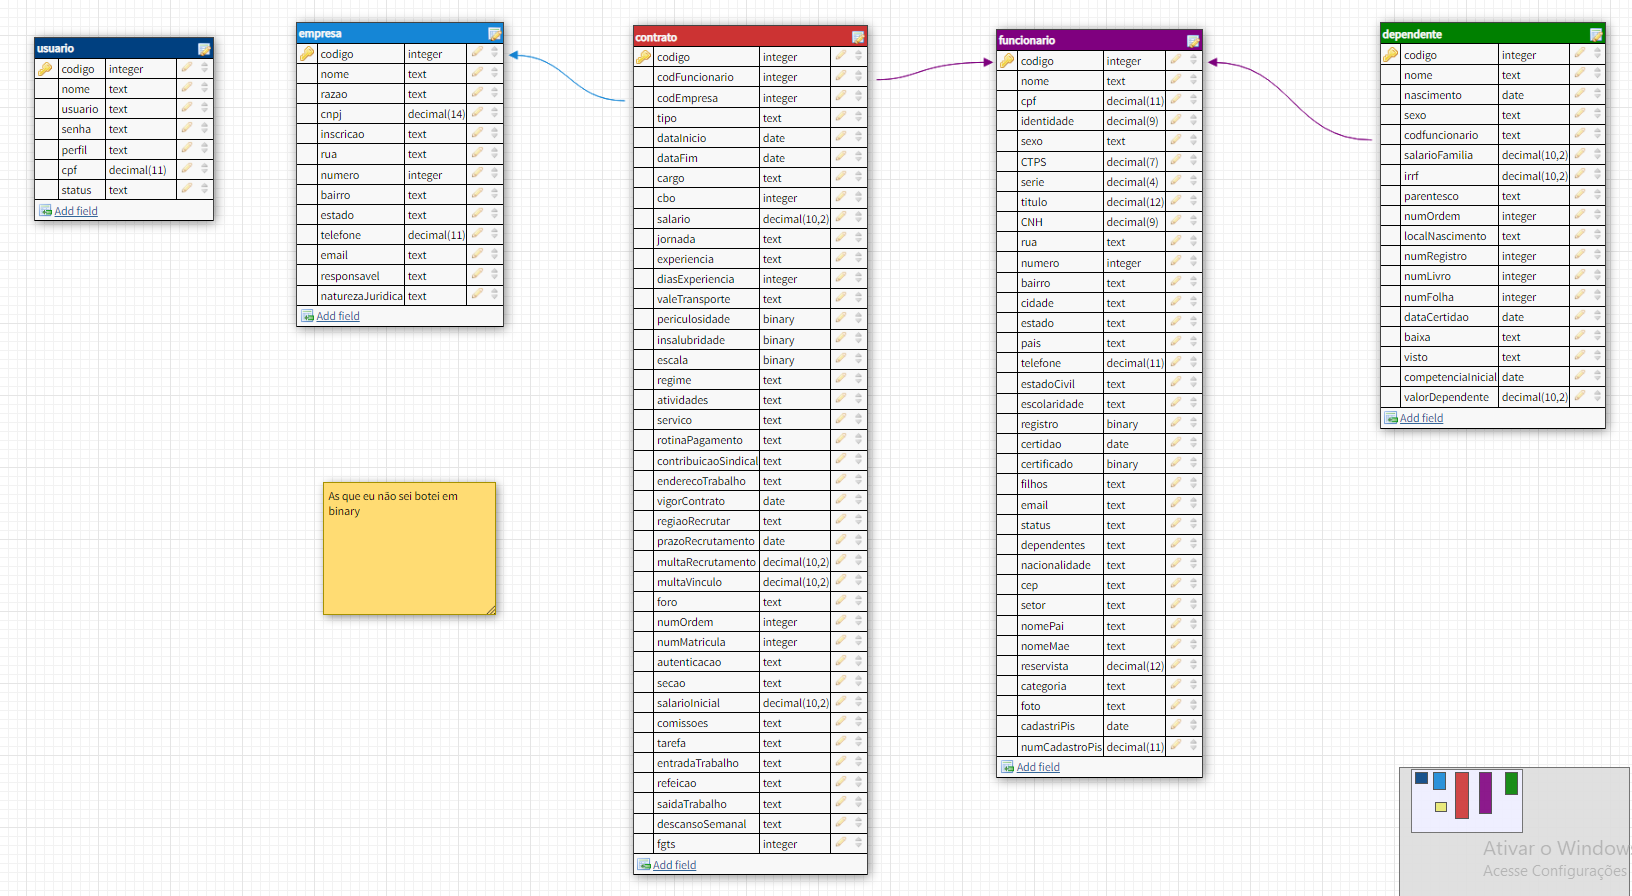 usuario
codigo integer
nome text
usuario text
senha text
perfil text
cpf decimal(11)
status text
Add field
empresa
codigo integer
nome text
razao text
cnpj decimal(14)
inscricao text
rua text
numero integer
bairro text
estado text
telefone decimal(11)
email text
responsavel text
naturezaJuridica text
Add field
As que eu não sei botei em
binary
contrato
codigo integer
codFuncionario integer
codEmpresa integer
tipo text
dataInicio date
dataFim date
cargo text
cbo integer
salario decimal(10,2)
jornada text
experiencia text
diasExperiencia integer
valeTransporte text
periculosidade binary
insalubridade binary
escala binary
regime text
atividades text
servico text
rotinaPagamento text
contribuicaoSindical text
enderecoTrabalho text
vigorContrato date
regiaoRecrutar text
prazoRecrutamento date
multaRecrutamento decimal(10,2)
multaVinculo decimal(10,2)
foro text
numOrdem integer
numMatricula integer
autenticacao text
secao text
salarioInicial decimal(10,2)
comissoes text
tarefa text
entradaTrabalho text
refeicao text
saidaTrabalho text
descansoSemanal text
fgts integer
Add field
funcionario
codigo integer
nome text
cpf decimal(11)
identidade decimal(9)
sexo text
CTPS decimal(7)
serie decimal(4)
titulo decimal(12)
CNH decimal(9)
rua text
numero integer
bairro text
cidade text
estado text
pais text
telefone decimal(11)
estadoCivil text
escolaridade text
registro binary
certidao date
certificado binary
filhos text
email text
status text
dependentes text
nacionalidade text
cep text
setor text
nomePai text
nomeMae text
reservista decimal(12)
categoria text
foto text
cadastriPis date
numCadastroPis decimal(11)
Add field
dependente
codigo integer
nome text
nascimento date
sexo text
codfuncionario text
salarioFamilia decimal(10,2)
irrf decimal(10,2)
parentesco text
numOrdem integer
localNascimento text
numRegistro integer
numLivro integer
numFolha integer
dataCertidao date
baixa text
visto text
competenciaInicial date
valorDependente decimal(10,2)
Add field
Ativar o Window
Acesse Configurações